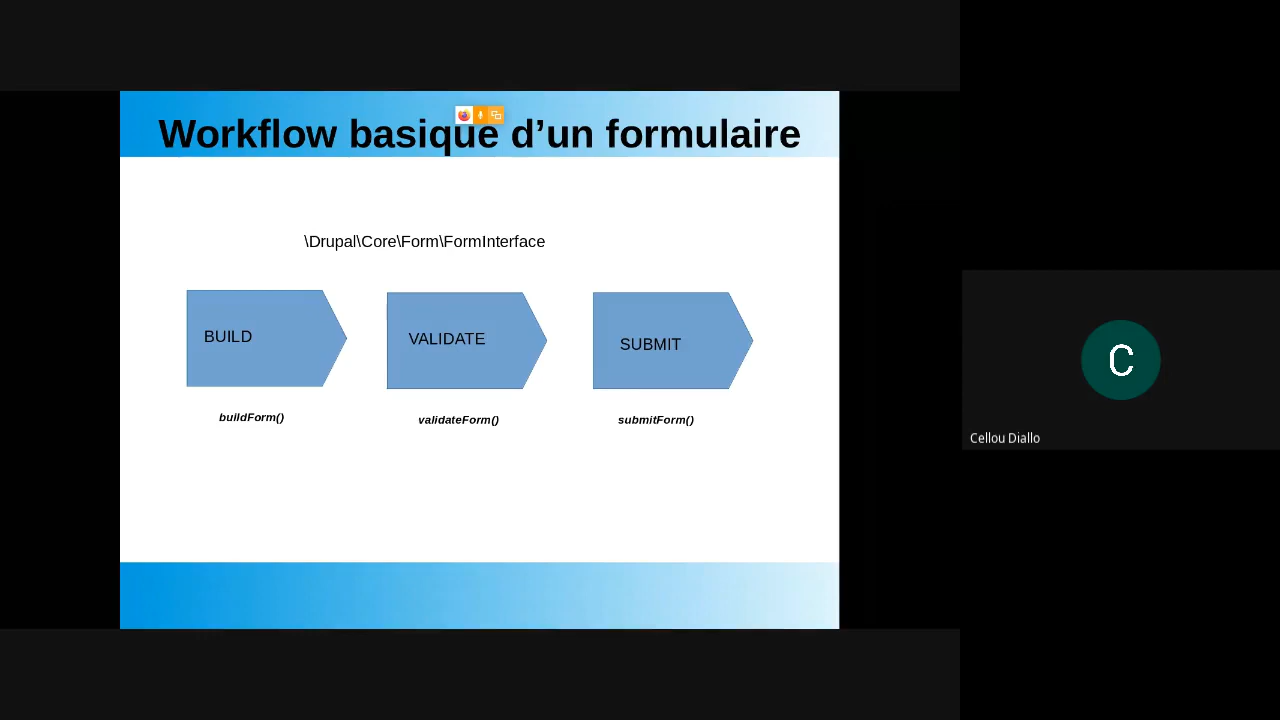 Workflow basique d’un formulaire
\Drupal\Core\Form\FormInterface
BUILD
VALIDATE
SUBMIT
buildForm()
validateForm()
submitForm()
C
Cellou Diallo